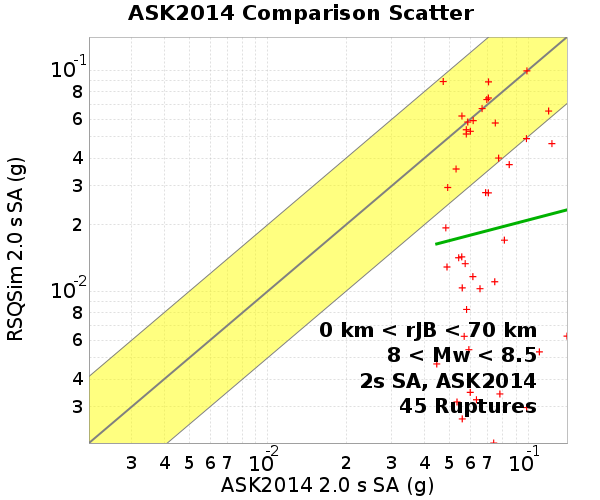 ASK2014 Comparison Scatter
RSQSim 2.0 s SA (g)
10^-1
8
6
4
3
2
10^-2
8
6
4
3
0 km < rJB < 70 km
8 < Mw < 8.5
2s SA, ASK2014
45 Ruptures
3 4 5 6 7 10^-2 2 3 4 5 6 7 10^-1
ASK2014 2.0 s SA (g)